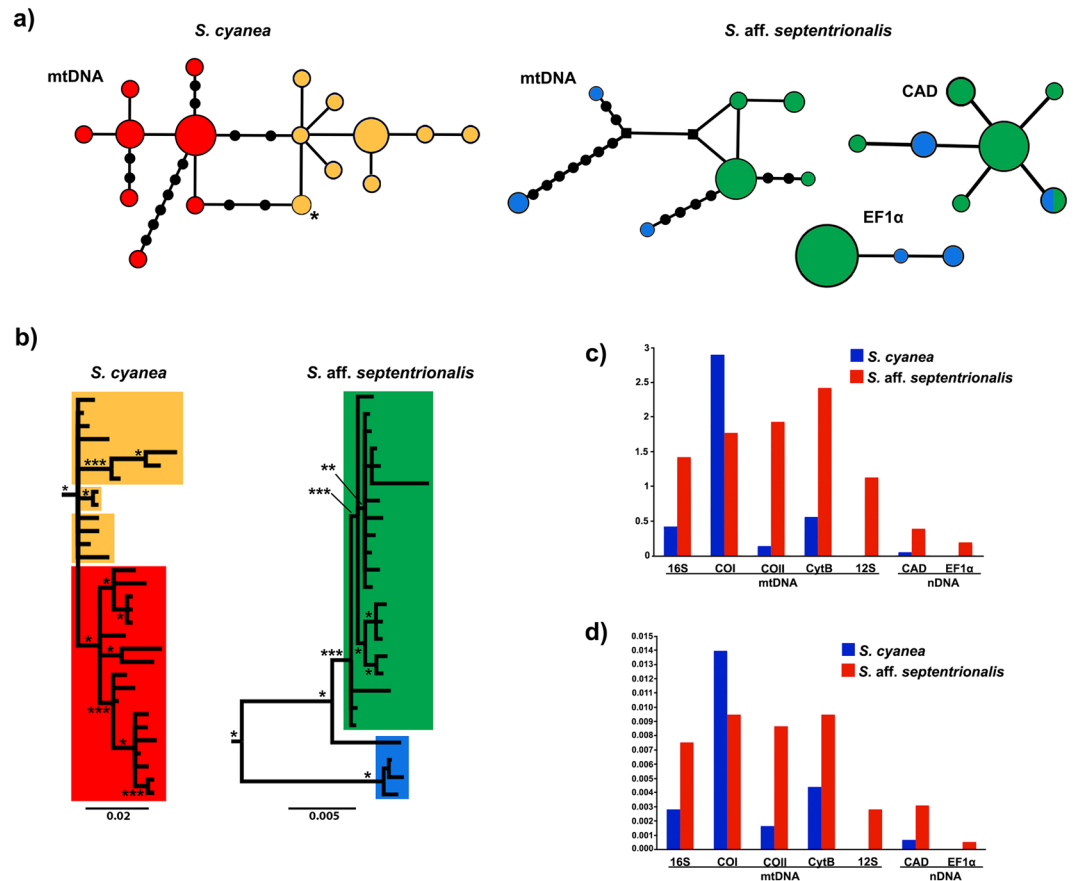 a)
S. cyanea
S. aff. septentrionalis
mtDNA
mtDNA
CAD
*
EF1α
b)
S. cyanea
S. aff. septentrionalis
*
***
*
*
*
*
*
*
***
*
***
0.02
**
***
*
*
*
***
*
*
*
0.005
c)
S. cyanea
S. aff. septentrionalis
3
2.5
2
1.5
1
0.5
0
16S COI COII CytB 12S CAD EF1α
mtDNA nDNA
d)
S. cyanea
S. aff. septentrionalis
0.015
0.014
0.013
0.012
0.011
0.010
0.009
0.008
0.007
0.006
0.005
0.004
0.003
0.002
0.001
0.000
16S COI COII CytB 12S CAD EF1α
mtDNA nDNA